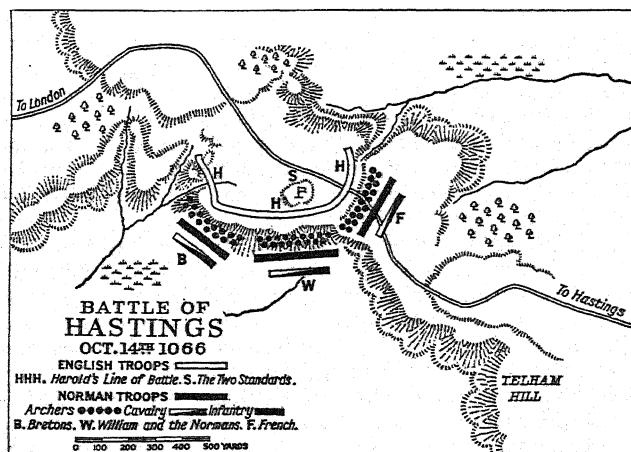 To London
H
S
H
H
F
B
W
To Hastings
TELHAM
HILL
BATTLE OF
HASTINGS
OCT. 14TH 1066
ENGLISH TROOPS
HHH. Harold's Line of Battle. S. The Two Standards.
NORMAN TROOPS
Archers Cavalry Infantry
B. Bretons. W. William and the Normans. F. French.
0 100 200 300 400 500 YARDS